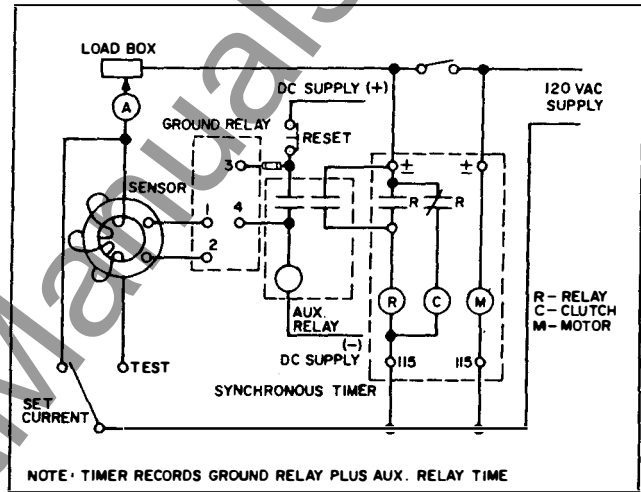 LOAD BOX
A
DC SUPPLY (+)
120 VAC
SUPPLY
GROUND RELAY
RESET
3
±
±
SENSOR
1
4
R
R
2
R
C
M
R - RELAY
C - CLUTCH
M - MOTOR
AUX.
RELAY
(-)
DC SUPPLY
115
115
TEST
SYNCHRONOUS TIMER
SET
CURRENT
NOTE: TIMER RECORDS GROUND RELAY PLUS AUX. RELAY TIME